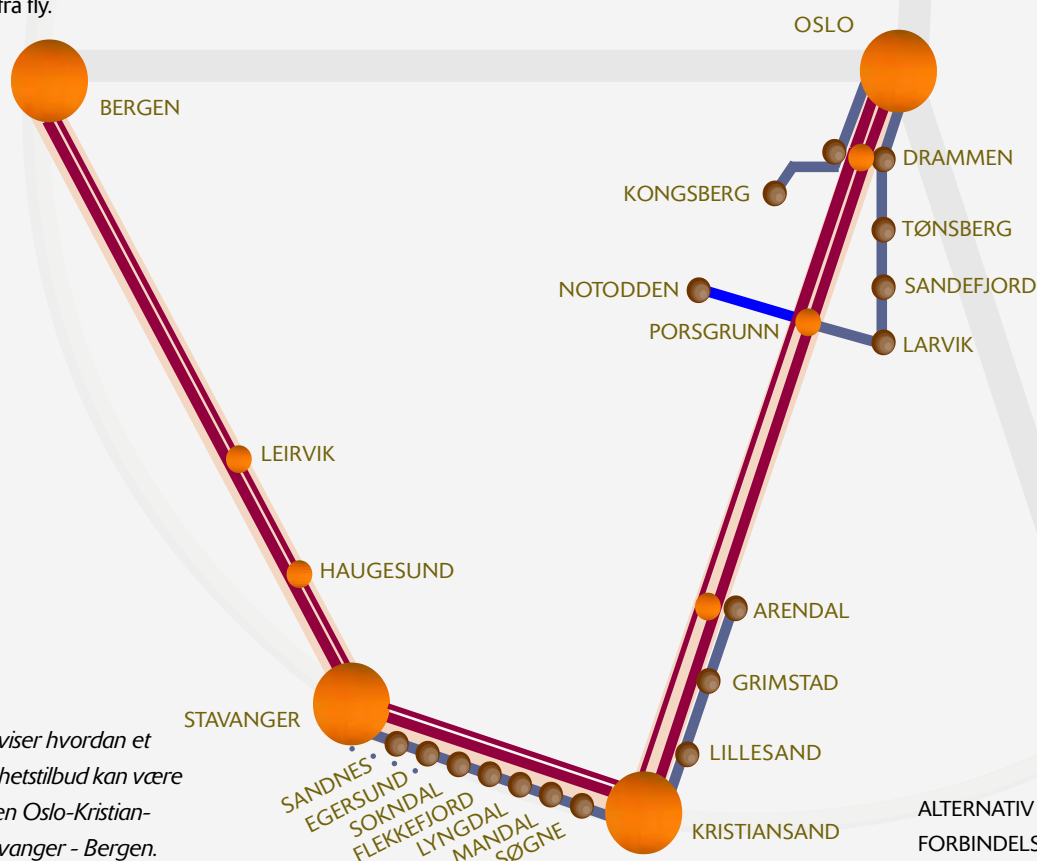 fra fly.
OSLO
BERGEN
DRAMMEN
KONGSBERG
TØNSBERG
NOTODDEN
SANDEFJORD
PORSGRUNN
LARVIK
LEIRVIK
HAUGESUND
ARENDAL
GRIMSTAD
STAVANGER
LILLESAND
SANDNES
EGERSUND
SOKNDAL
FLEKKEFJORD
LYNGDAL
MANDAL
SØGNE
KRISTIANSAND
viser hvordan et
hetstilbud kan være
en Oslo-Kristian-
vanger - Bergen.
ALTERNATIV
FORBINDELS